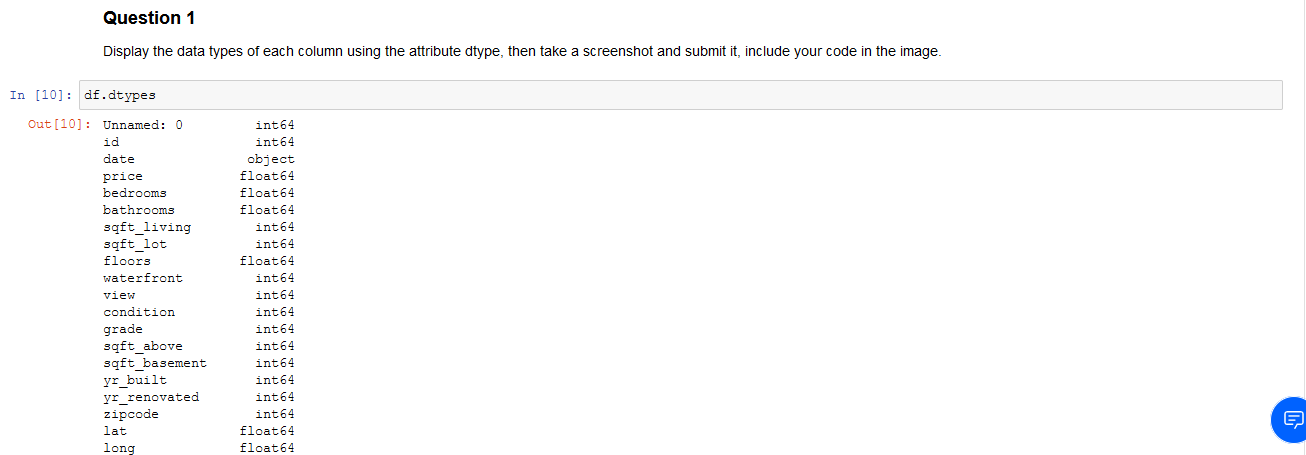 Question 1
Display the data types of each column using the attribute dtype, then take a screenshot and submit it, include your code in the image.
In [10]: df.dtypes
Out[10]: Unnamed: 0 int64
id int64
date object
price float64
bedrooms float64
bathrooms float64
sqft_living int64
sqft_lot int64
floors float64
waterfront int64
view int64
condition int64
grade int64
sqft_above int64
sqft_basement int64
yr_built int64
yr_renovated int64
zipcode int64
lat float64
long float64